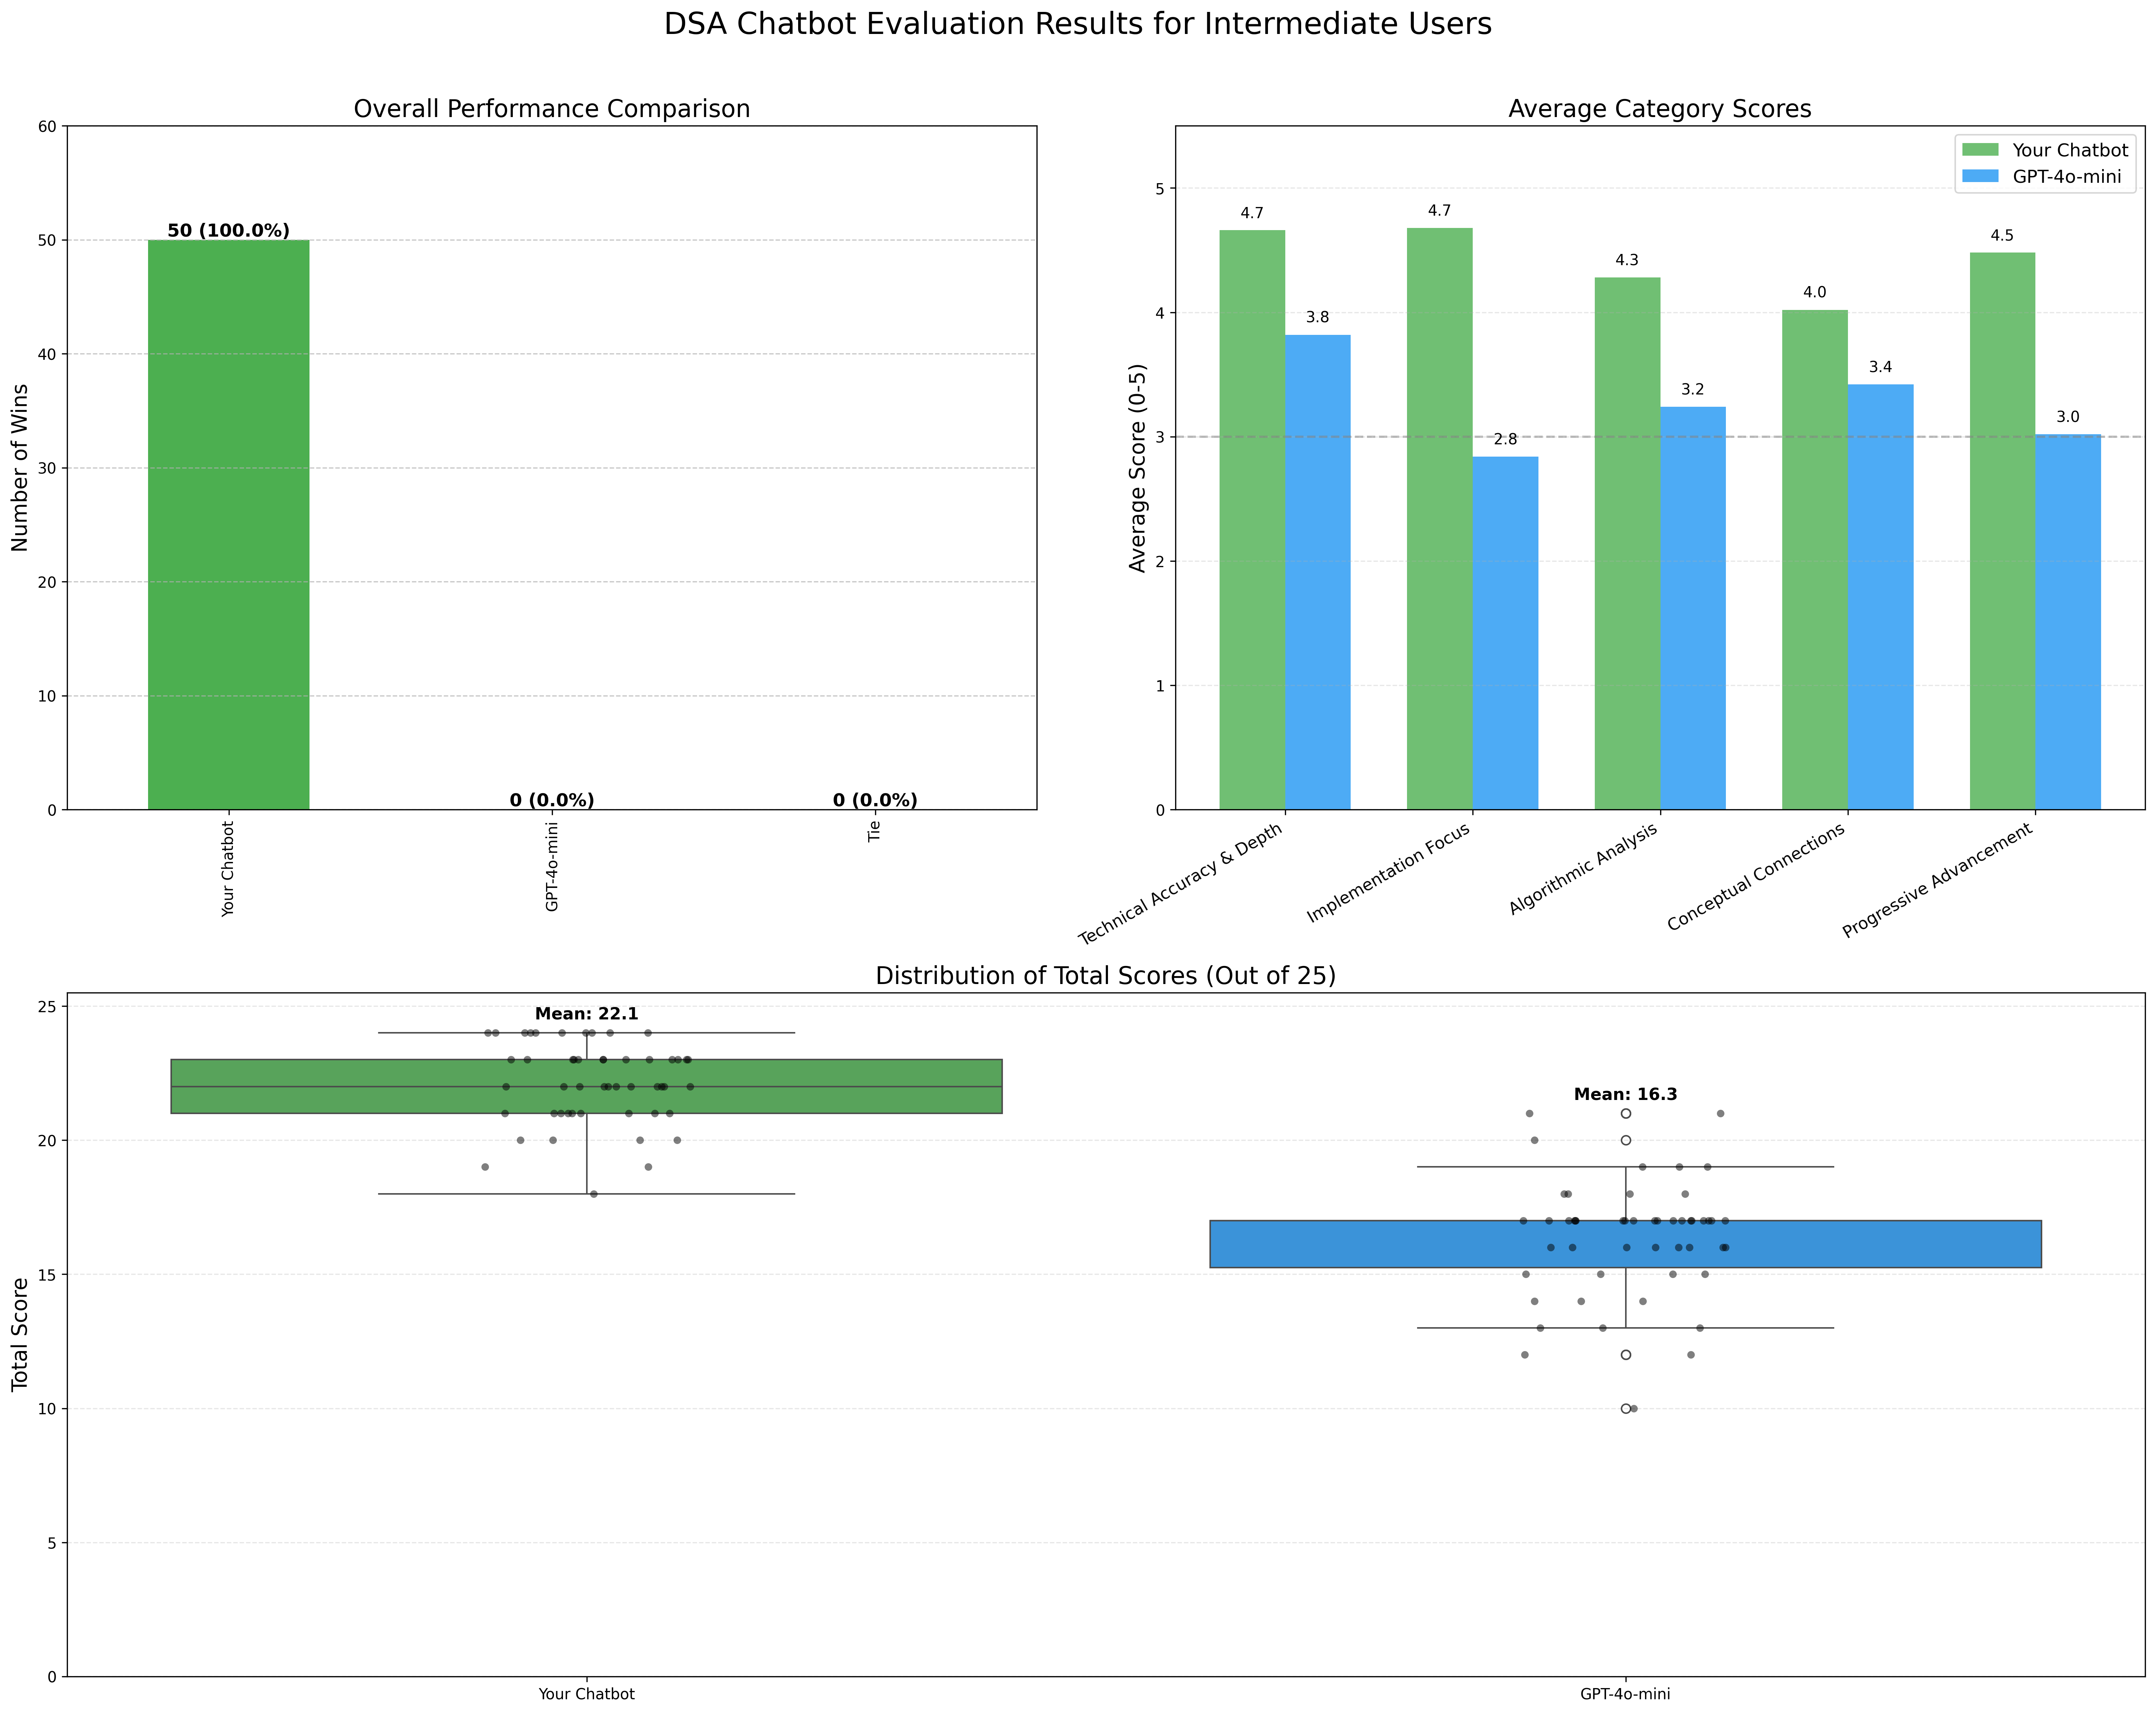 DSA Chatbot Evaluation Results for Intermediate Users
Overall Performance Comparison
Number of Wins
60
50
40
30
20
10
0
50 (100.0%)
0 (0.0%)
0 (0.0%)
Your Chatbot
GPT-4o-mini
Tie
Average Category Scores
Your Chatbot
GPT-4o-mini
Average Score (0-5)
5
4
3
2
1
0
4.7
3.8
4.7
2.8
4.3
3.2
4.0
3.4
4.5
3.0
Technical Accuracy & Depth
Implementation Focus
Algorithmic Analysis
Conceptual Connections
Progressive Advancement
Distribution of Total Scores (Out of 25)
Total Score
25
20
15
10
5
0
Mean: 22.1
Mean: 16.3
Your Chatbot
GPT-4o-mini